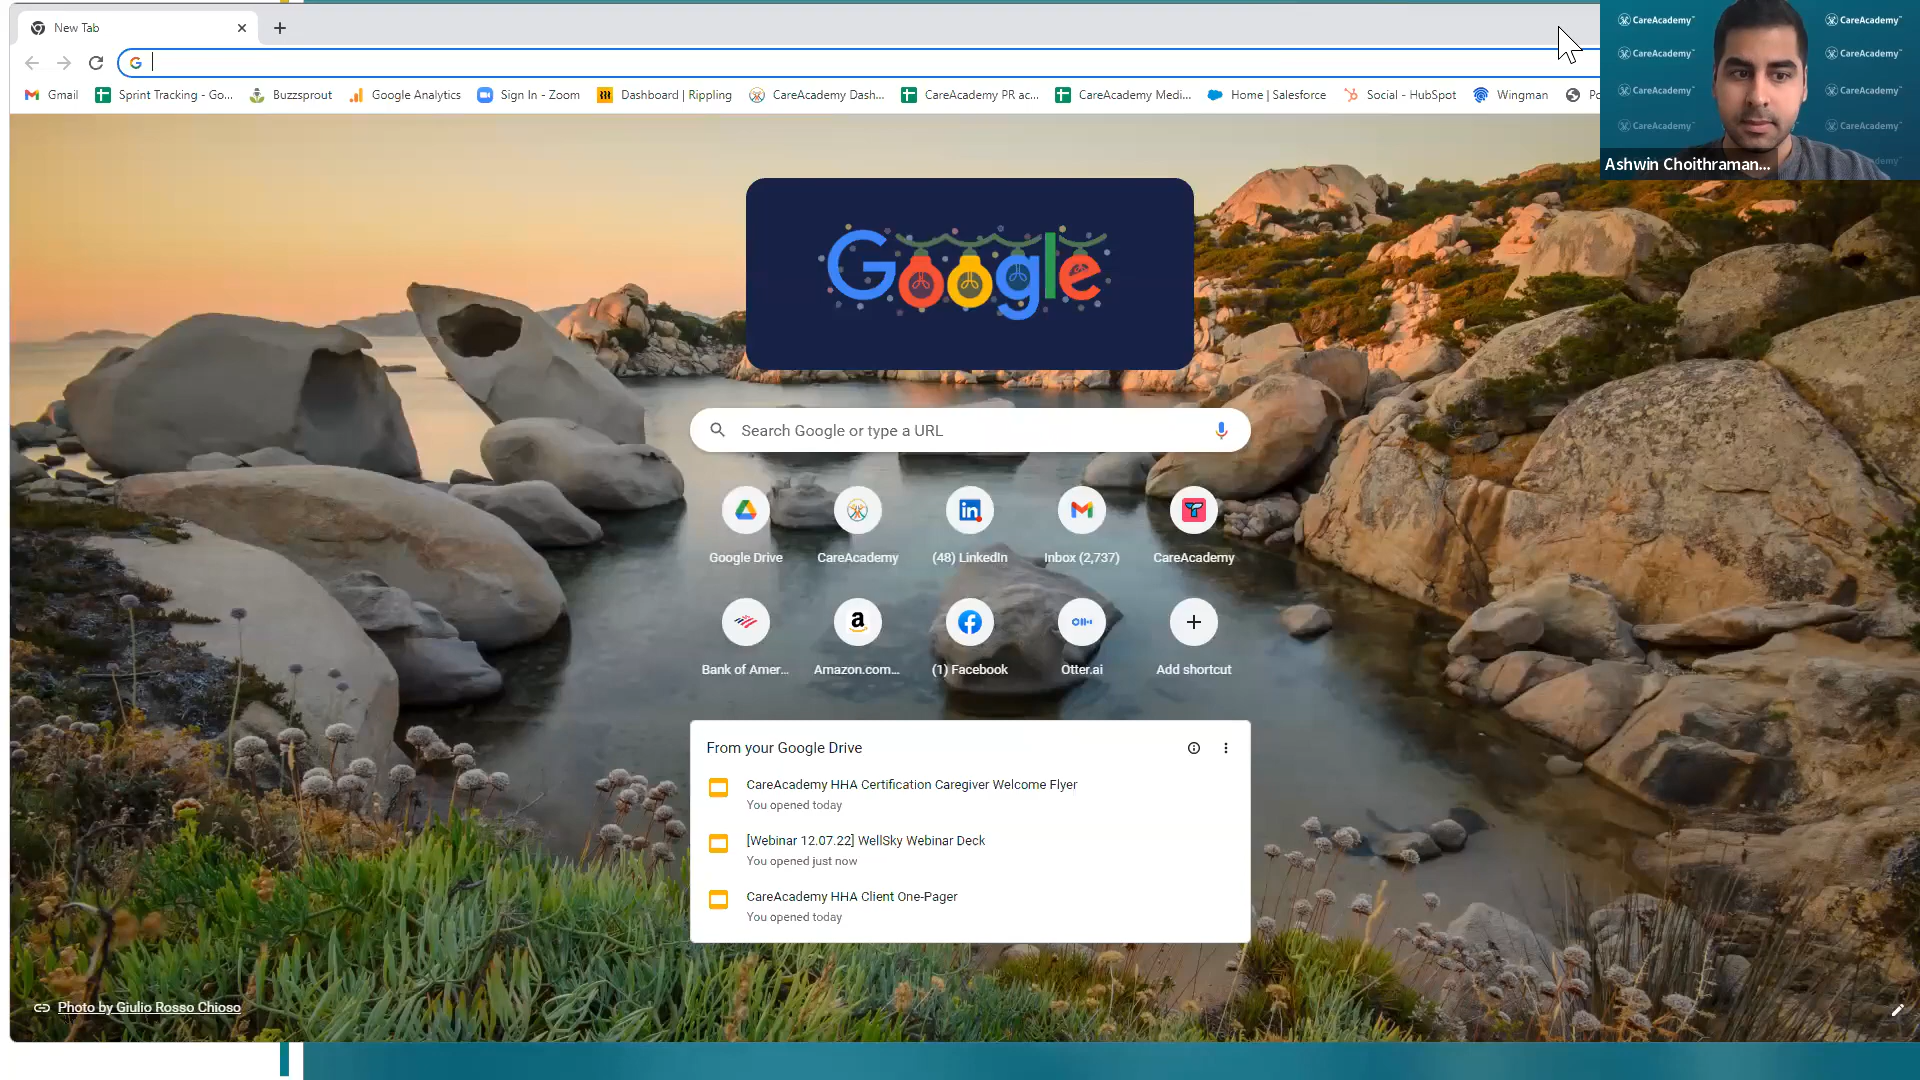 New Tab
Gmail
Sprint Tracking - Go...
Buzzsprout
Google Analytics
Sign In - Zoom
Dashboard | Rippling
CareAcademy Dash...
CareAcademy PR ac...
CareAcademy Medi...
Home | Salesforce
Social - HubSpot
Wingman
CareAcademy CareAcademy
CareAcademy CareAcademy
CareAcademy CareAcademy
CareAcademy CareAcademy
Ashwin Choithraman...
Google
Search Google or type a URL
Google Drive
CareAcademy
(48) LinkedIn
Inbox (2,737)
CareAcademy
Bank of Amer...
Amazon.com...
(1) Facebook
Otter.ai
Add shortcut
From your Google Drive
CareAcademy HHA Certification Caregiver Welcome Flyer
You opened today
[Webinar 12.07.22] WellSky Webinar Deck
You opened just now
CareAcademy HHA Client One-Pager
You opened today
Photo by Giulio Rosso Chioso